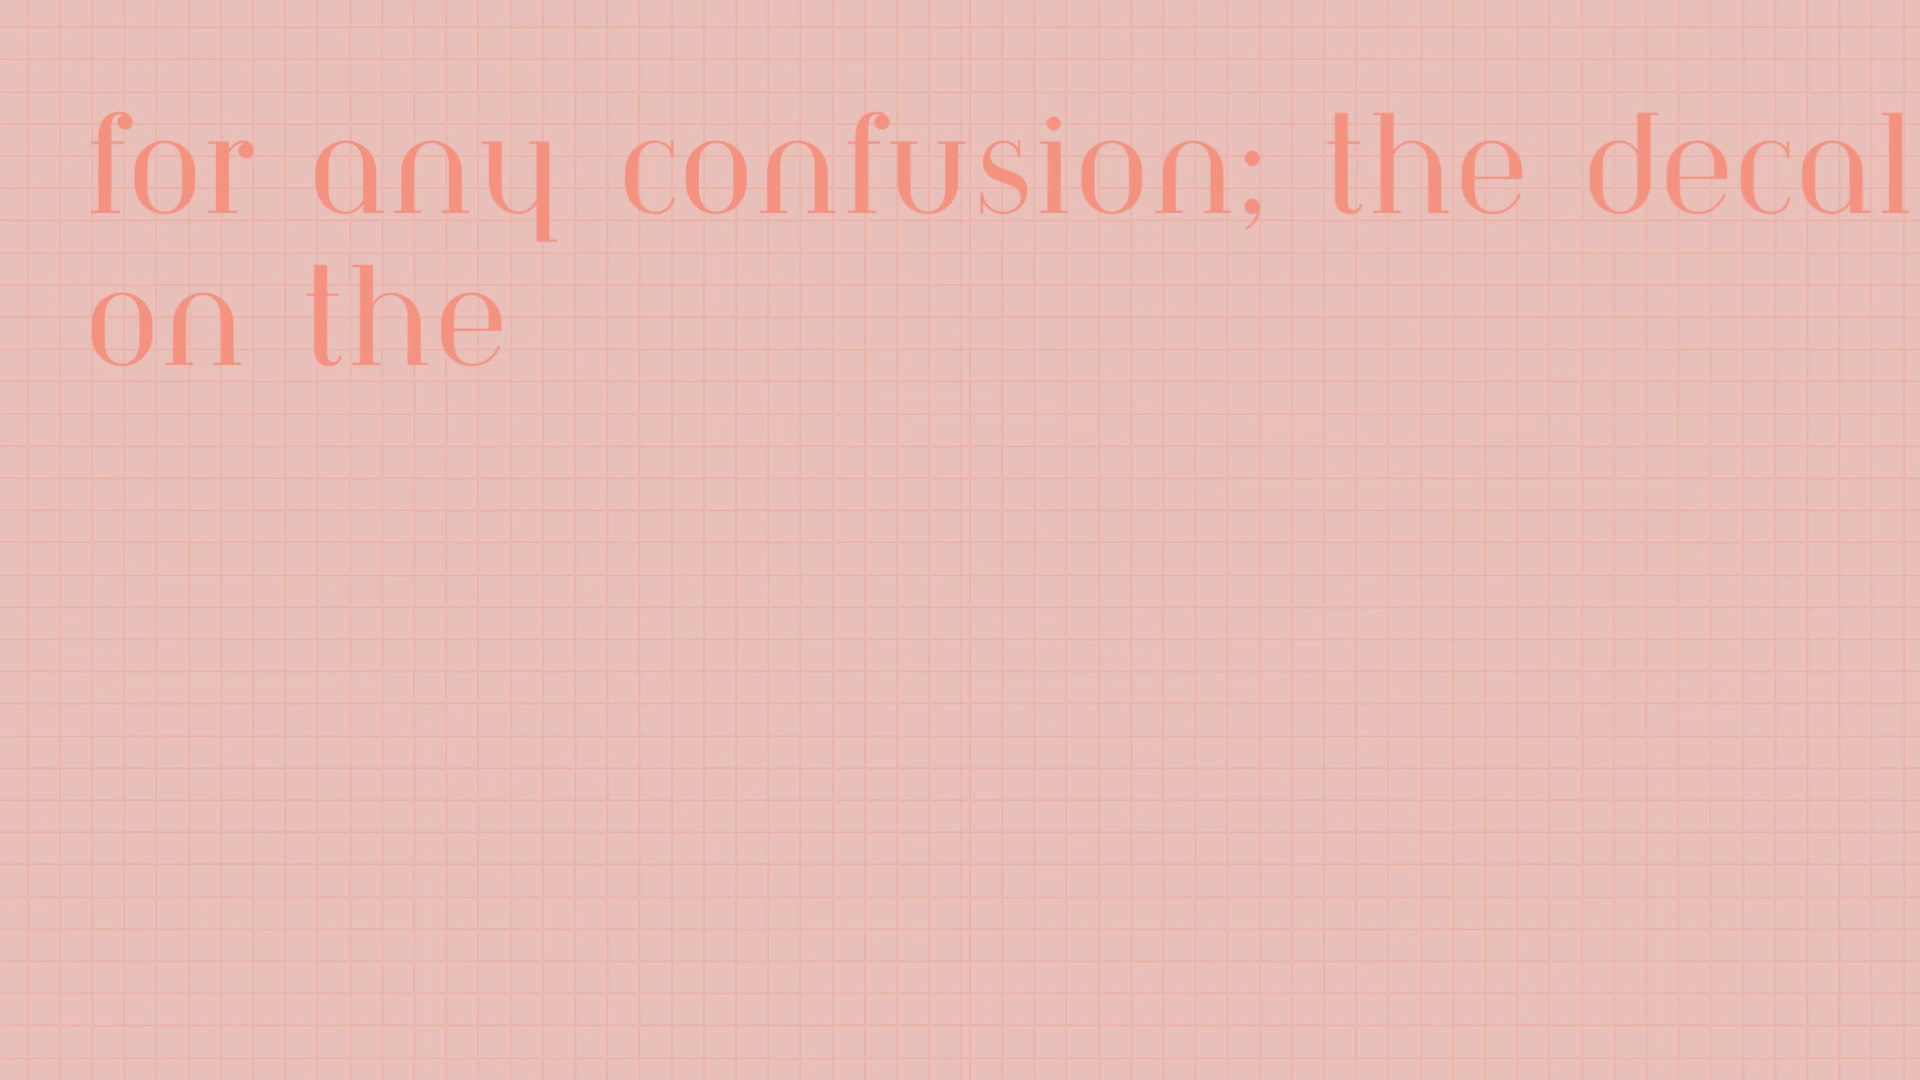 for any confusion; the decal
on the